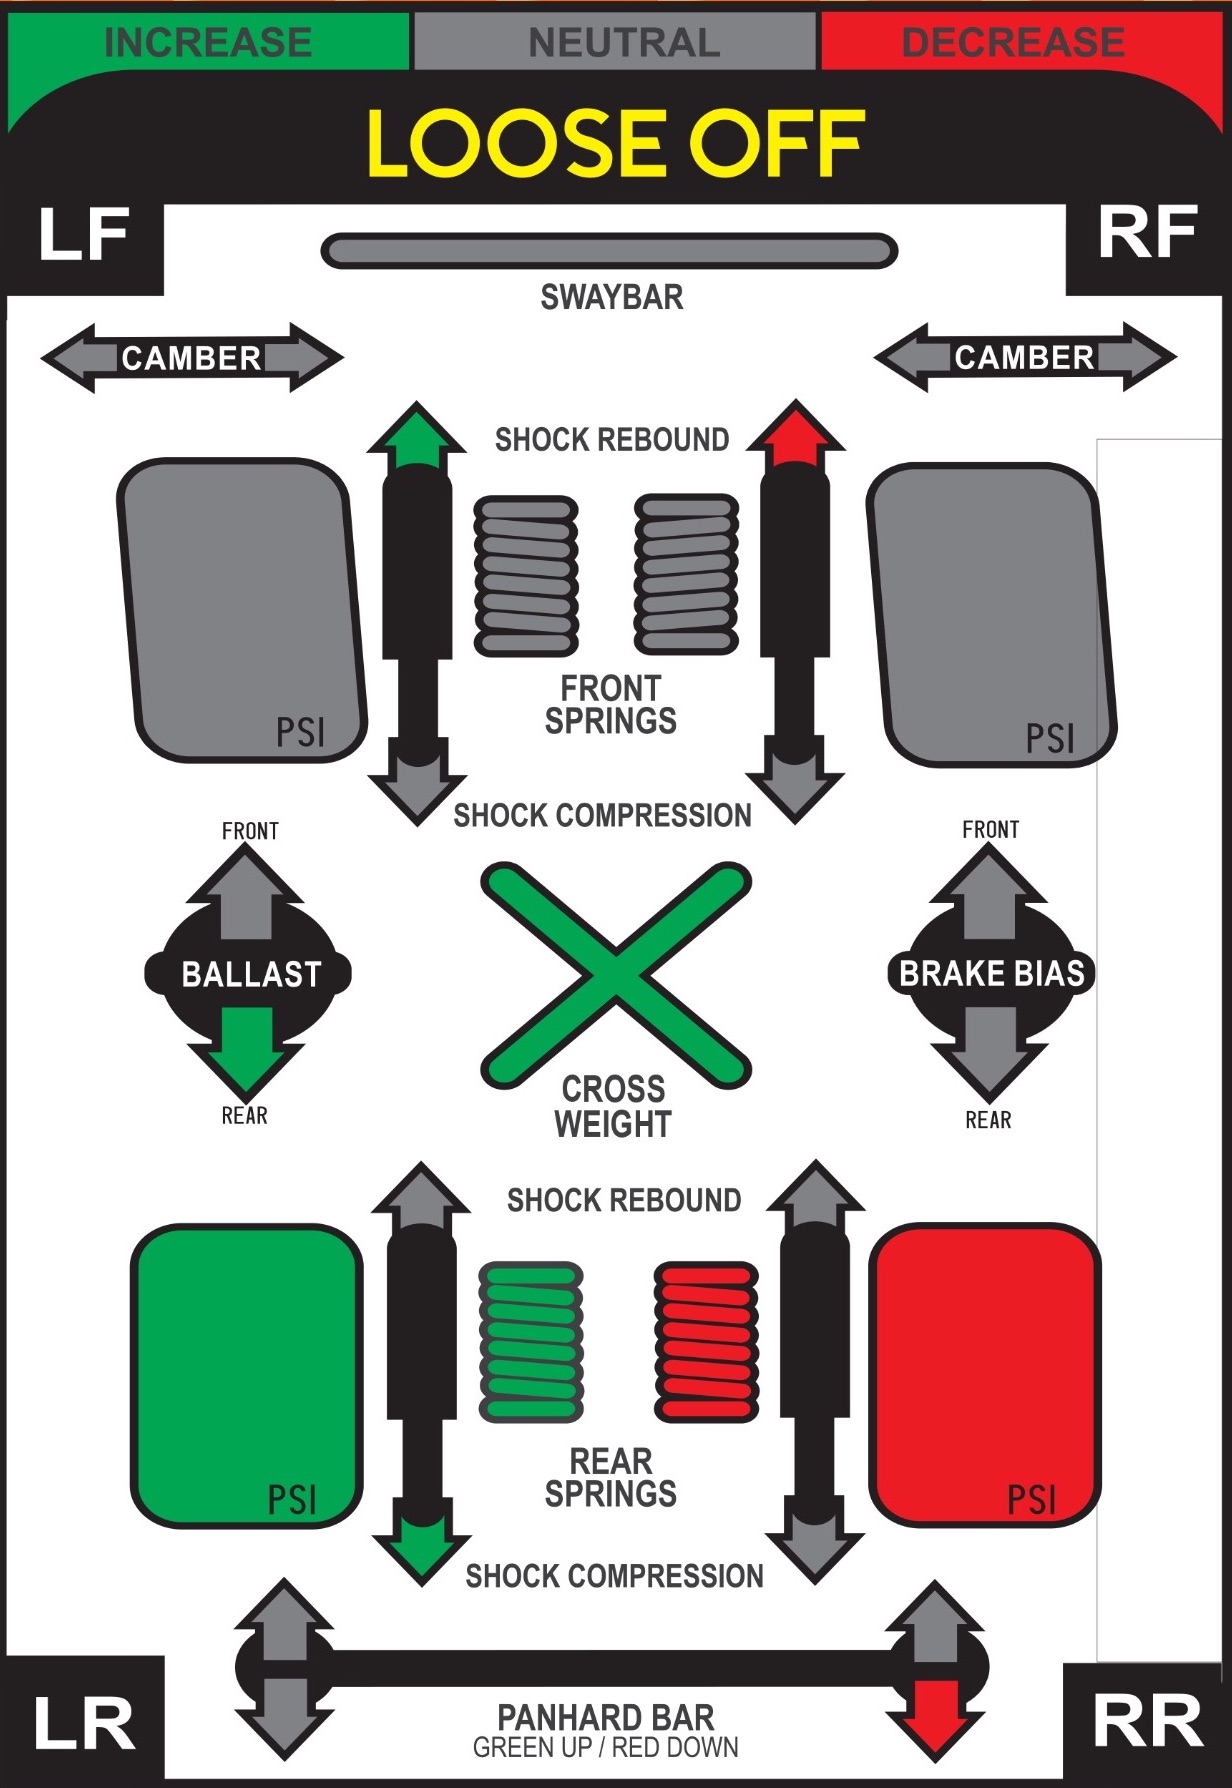 INCREASE NEUTRAL DECREASE
LOOSE OFF
LF RF
SWAYBAR
CAMBER CAMBER
SHOCK REBOUND
FRONT
SPRINGS
PSI PSI
SHOCK COMPRESSION
FRONT FRONT
BALLAST BRAKE BIAS
REAR REAR
CROSS
WEIGHT
SHOCK REBOUND
REAR
SPRINGS
PSI PSI
SHOCK COMPRESSION
LR RR
PANHARD BAR
GREEN UP / RED DOWN